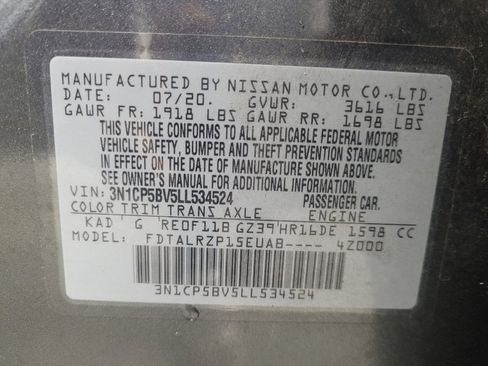 MANUFACTURED BY NISSAN MOTOR CO., LTD.
DATE: 07/20. GVWR: 3616 LBS
GAWR FR: 1918 LBS GAWR RR: 1698 LBS
THIS VEHICLE CONFORMS TO ALL APPLICABLE FEDERAL MOTOR
VEHICLE SAFETY, BUMPER AND THEFT PREVENTION STANDARDS
IN EFFECT ON THE DATE OF MANUFACTURE SHOWN ABOVE.
SEE OWNER'S MANUAL FOR ADDITIONAL INFORMATION.
VIN: 3N1CP5BV5LL534524 PASSENGER CAR.
COLOR TRIM TRANS AXLE ENGINE
KAD G RE0F11B GZ39 HR16DE 1598 CC
MODEL: FDTALRZP15EUAB---- 4Z000
3N1CP5BV5LL534524